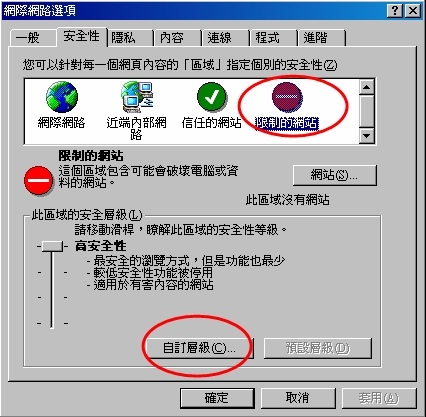 網際網路選項
一般 安全性 隱私 內容 連線 程式 進階
您可以針對每一個網頁內容的「區域」指定個別的安全性(Z)
網際網路 近端內部網路 信任的網站 限制的網站
限制的網站
這個區域包含可能會破壞電腦或資
料的網站。
網站(S)...
此區域沒有網站
此區域的安全層級(L)
請移動滑桿，瞭解此區域的安全性等級。
高安全性
- 最安全的瀏覽方式，但是功能也最少
- 較低安全性功能被停用
- 適用於有害內容的網站
自訂層級(C)... 預設層級(D)
確定 取消 套用(A)